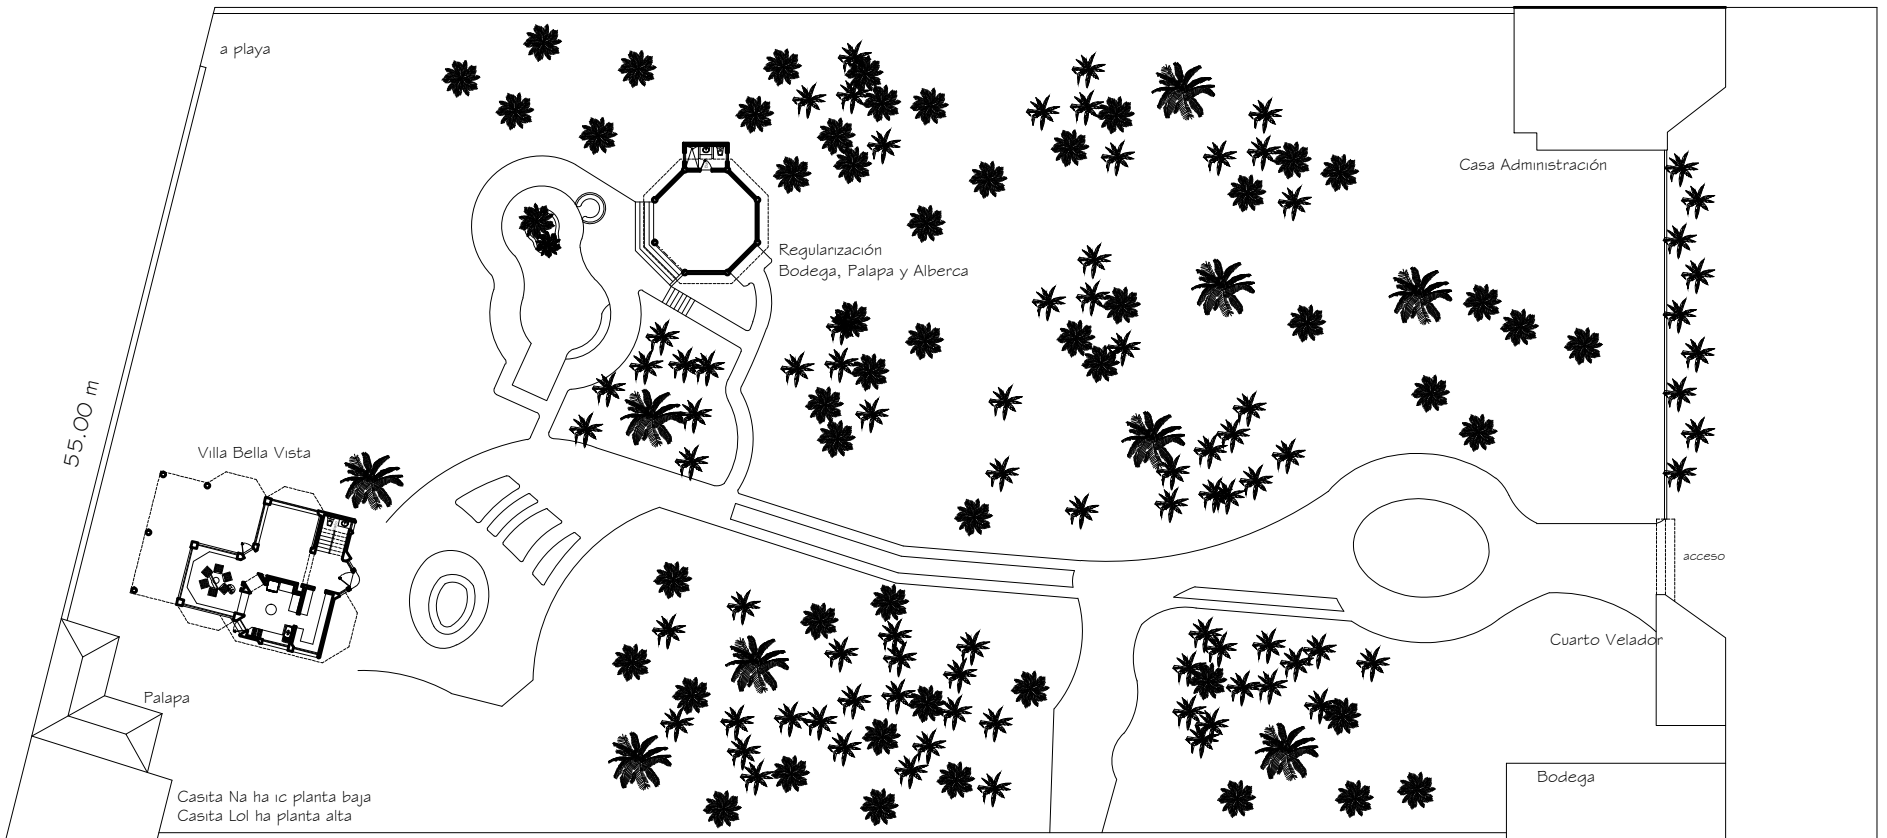 a playa
Casa Administración
Regularización
Bodega, Palapa y Alberca
55.00 m
Villa Bella Vista
acceso
Cuarto Velador
Palapa
Bodega
Casita Na ha ic planta baja
Casita Lol ha planta alta